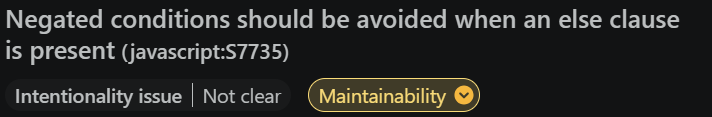 Negated conditions should be avoided when an else clause
is present (javascript:S7735)
Intentionality issue | Not clear Maintainability